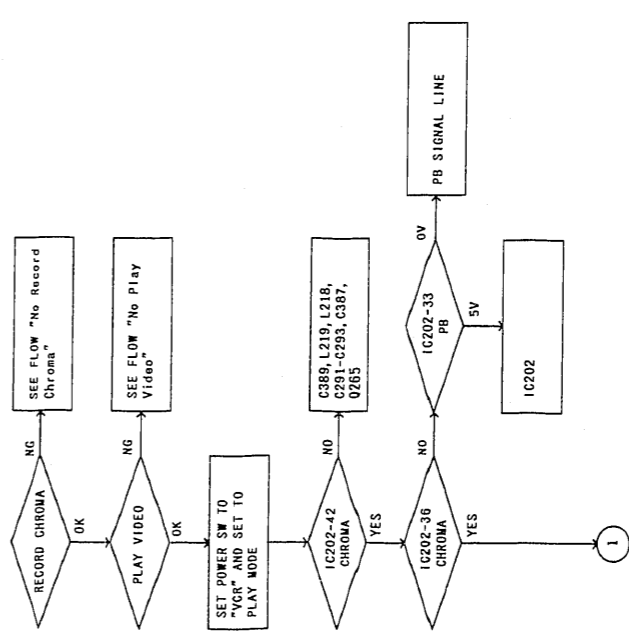 RECORD CHROMA
NG
SEE FLOW "No Record
Chroma"
OK
PLAY VIDEO
NG
SEE FLOW "No Play
Video"
OK
SET POWER SW TO
"VCR" AND SET TO
PLAY MODE
IC202-42
CHROMA
NO
C389, L219, L218,
C291-C293, C387,
Q265
YES
IC202-36
CHROMA
NO
IC202-33
PB
0V
PB SIGNAL LINE
5V
IC202
YES
1